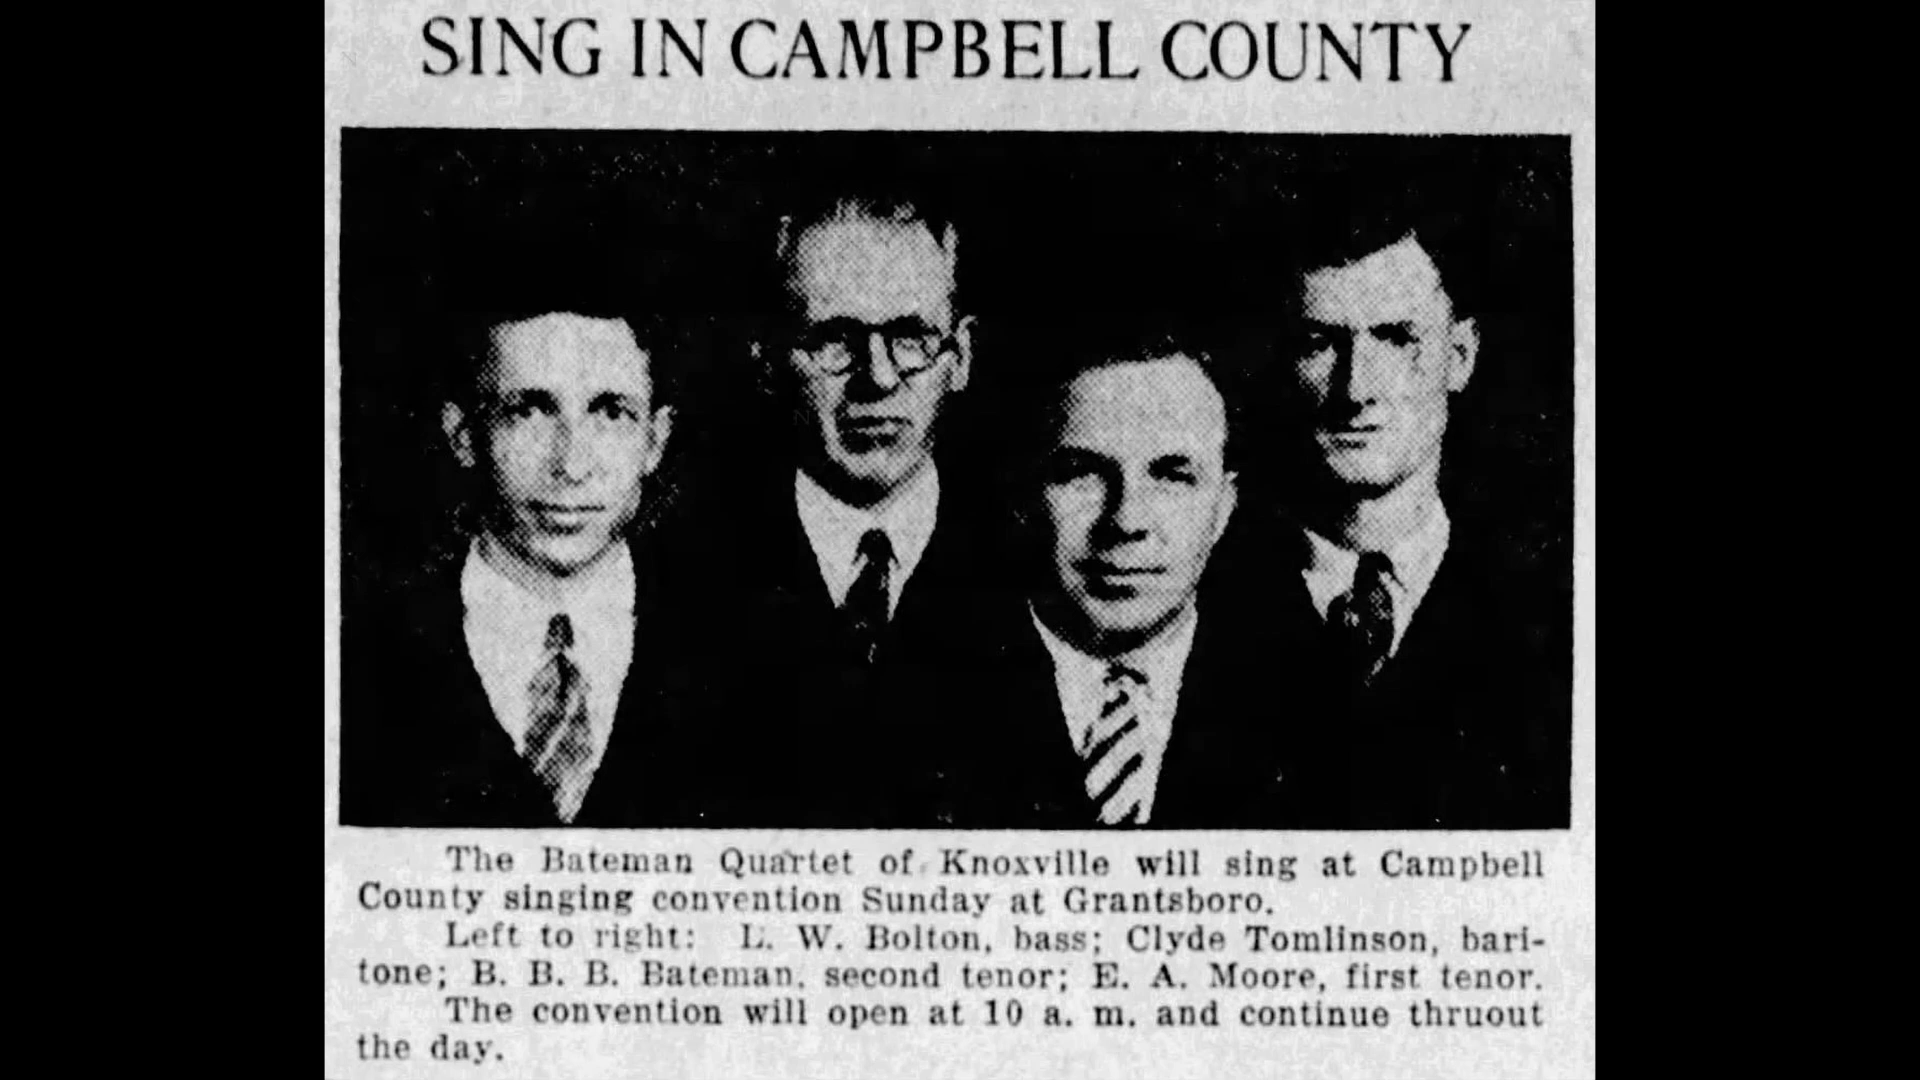 SING IN CAMPBELL COUNTY
The Bateman Quartet of Knoxville will sing at Campbell
County singing convention Sunday at Grantsboro.
Left to right: L. W. Bolton, bass; Clyde Tomlinson, bari-
tone; B. B. B. Bateman, second tenor; E. A. Moore, first tenor.
The convention will open at 10 a. m. and continue thruout
the day.